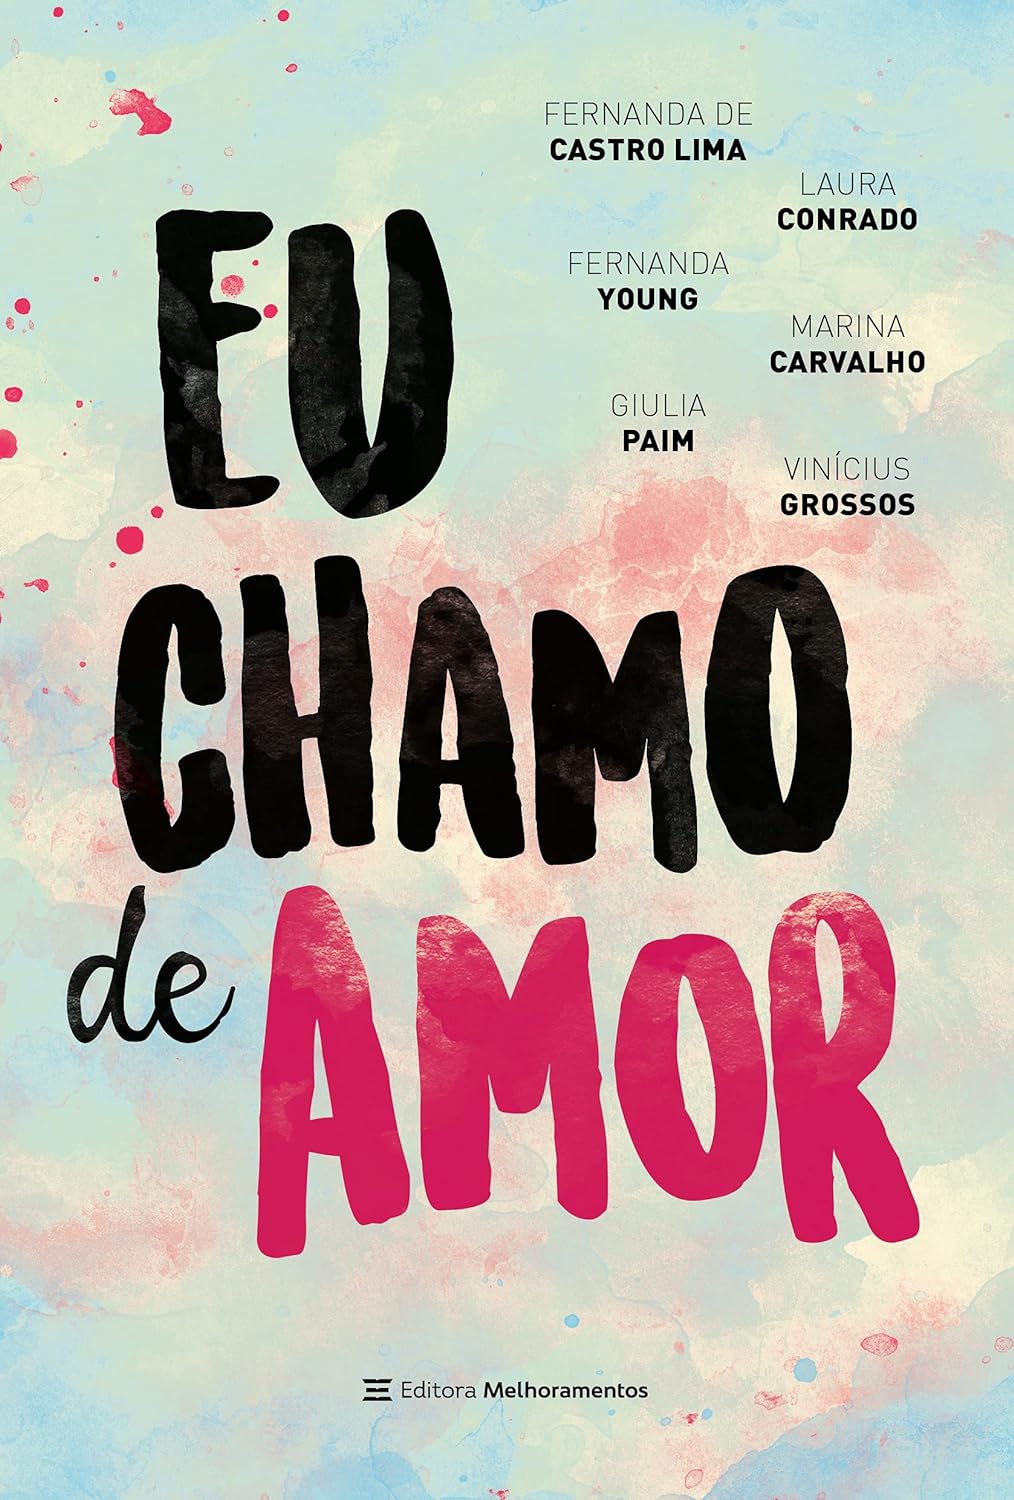 FERNANDA DE
CASTRO LIMA
LAURA
CONRADO
FERNANDA
YOUNG
MARINA
CARVALHO
GIULIA
PAIM
VINÍCIUS
GROSSOS
EU
CHAMO
de AMOR
Editora Melhoramentos